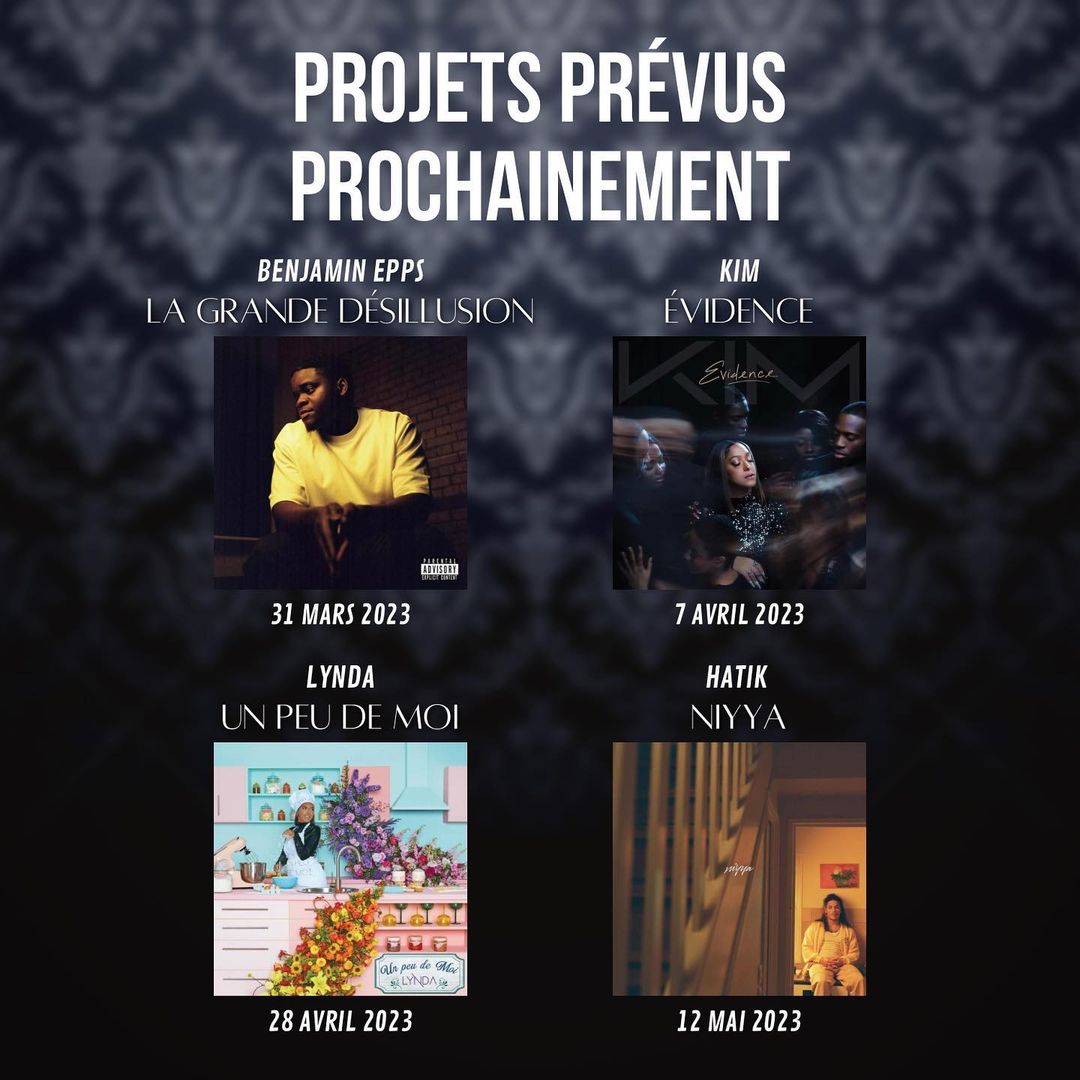 PROJETS PRÉVUS
PROCHAINEMENT
BENJAMIN EPPS
LA GRANDE DÉSILLUSION
PARENTAL
ADVISORY
EXPLICIT CONTENT
31 MARS 2023
KIM
ÉVIDENCE
KIM
Evidence
7 AVRIL 2023
LYNDA
UN PEU DE MOI
Un peu de Moi
LYNDA
28 AVRIL 2023
HATIK
NIYYA
niyya
12 MAI 2023